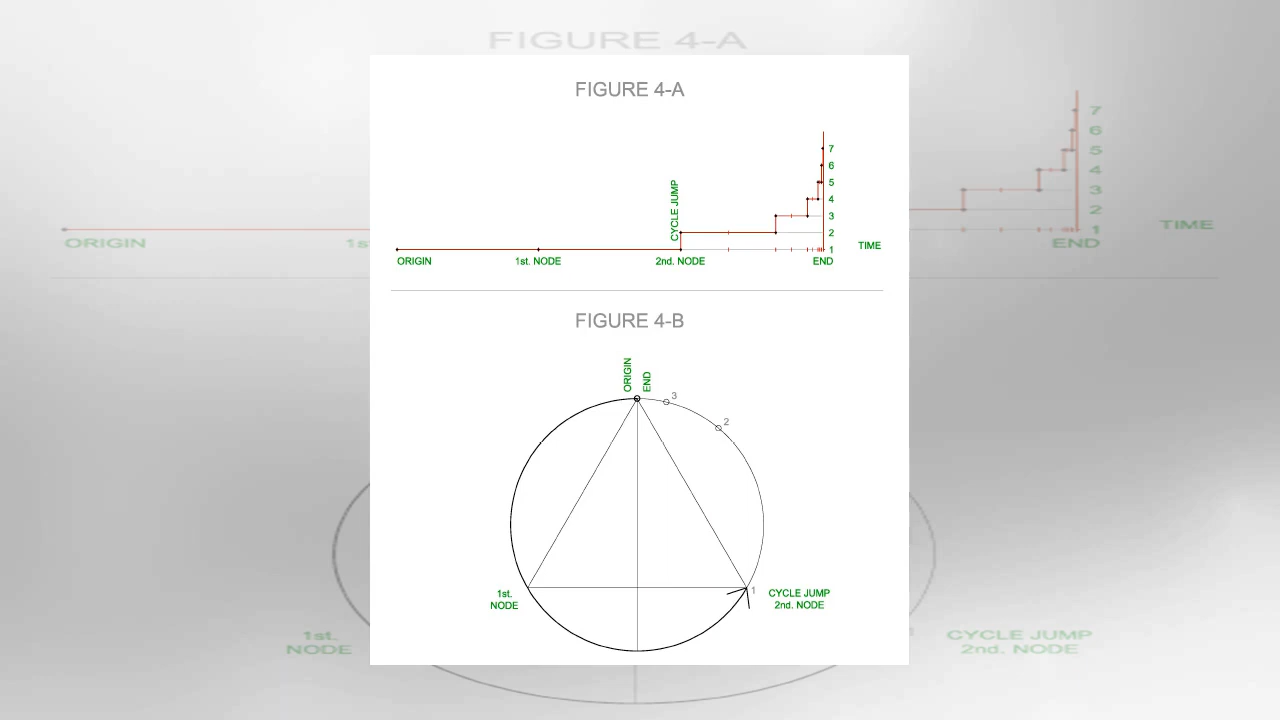 FIGURE 4-A
7
6
5
4
3
2
1
CYCLE JUMP
TIME
ORIGIN
1st. NODE
2nd. NODE
END
FIGURE 4-B
ORIGIN
END
3
2
1
1st.
NODE
CYCLE JUMP
2nd. NODE